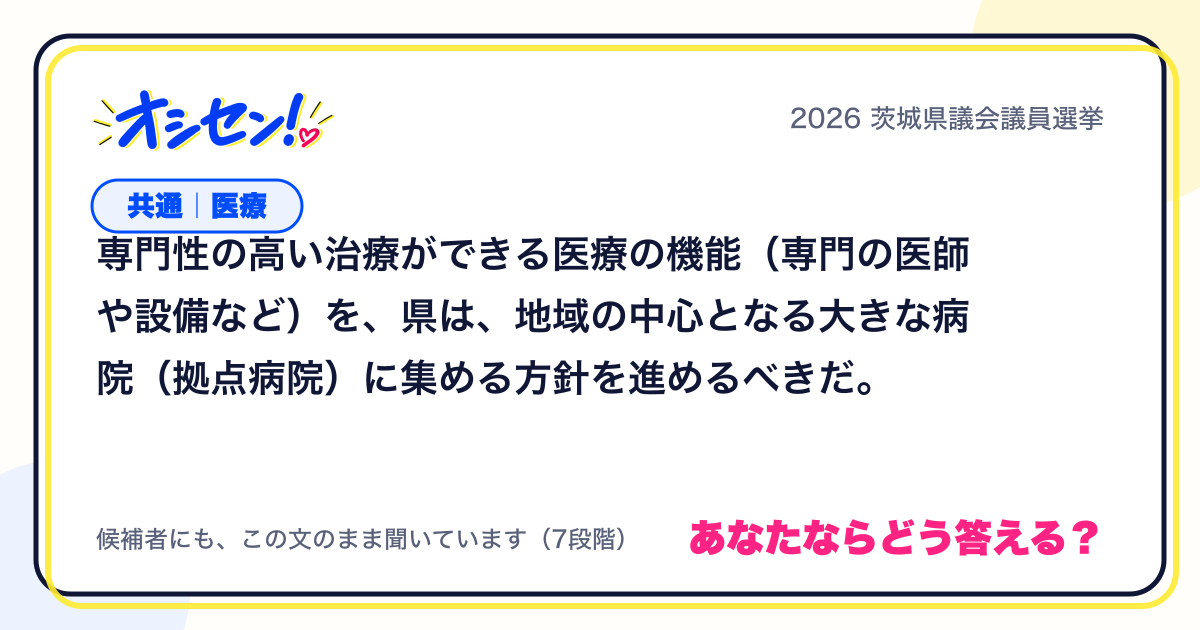 オシセン!
2026 茨城県議会議員選挙
共通｜医療
専門性の高い治療ができる医療の機能（専門の医師
や設備など）を、県は、地域の中心となる大きな病
院（拠点病院）に集める方針を進めるべきだ。
候補者にも、この文のまま聞いています（7段階）
あなたならどう答える？